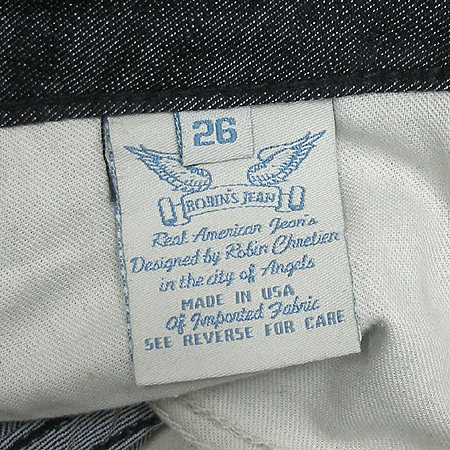 26
ROBIN'S JEAN
Real American Jean's
Designed by Robin Chretien
in the city of Angels
MADE IN USA
Of Imported Fabric
SEE REVERSE FOR CARE